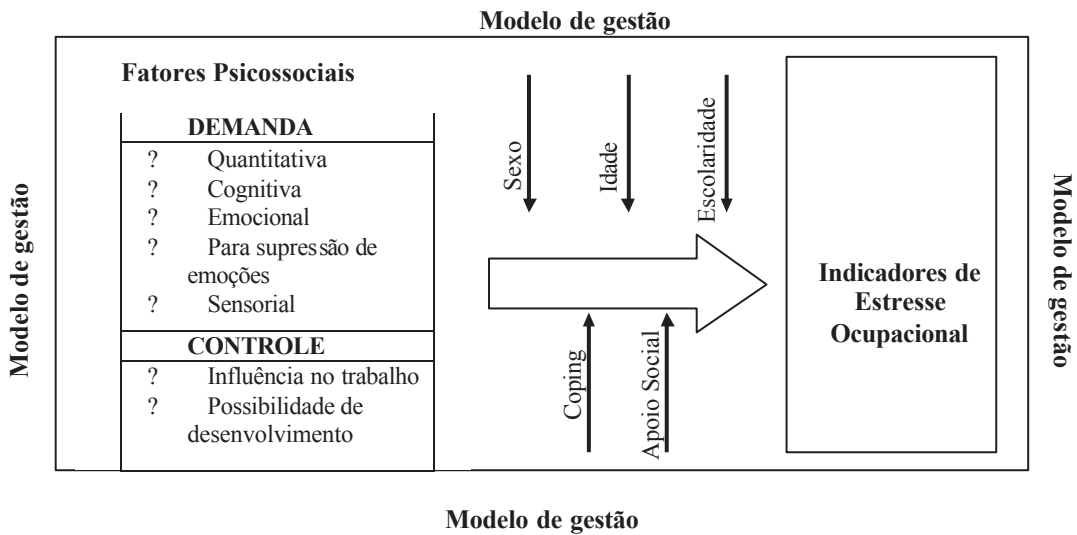 Modelo de gestão
Modelo de gestão
Fatores Psicossociais
DEMANDA
? Quantitativa
? Cognitiva
? Emocional
? Para supressão de
emoções
? Sensorial
CONTROLE
? Influência no trabalho
? Possibilidade de
desenvolvimento
Sexo
Idade
Escolaridade
Coping
Apoio Social
Indicadores de
Estresse
Ocupacional
Modelo de gestão
Modelo de gestão